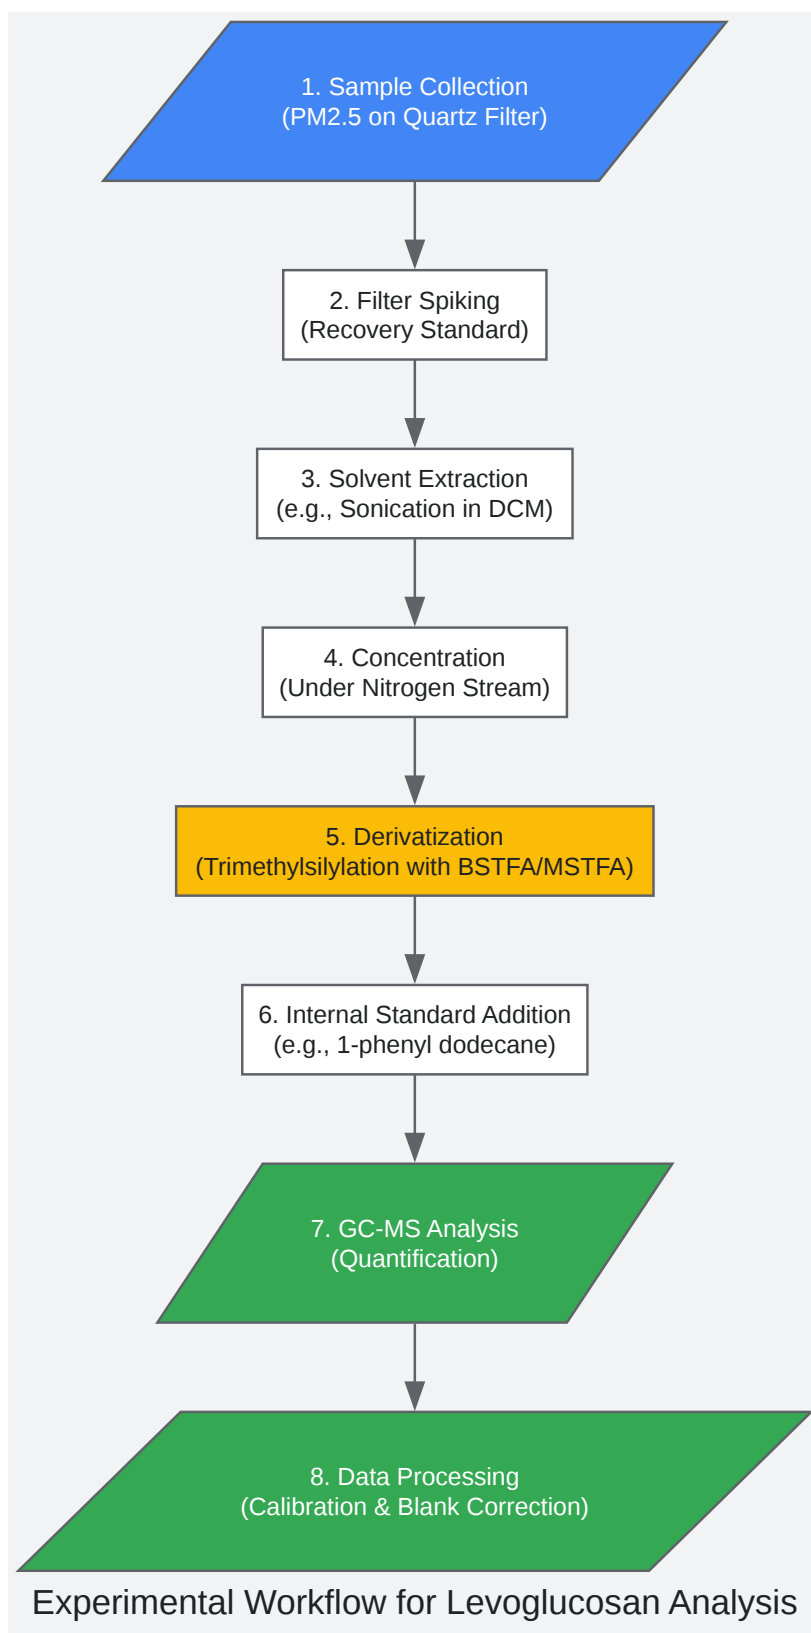 1. Sample Collection
(PM2.5 on Quartz Filter)
2. Filter Spiking
(Recovery Standard)
3. Solvent Extraction
(e.g., Sonication in DCM)
4. Concentration
(Under Nitrogen Stream)
5. Derivatization
(Trimethylsilylation with BSTFA/MSTFA)
6. Internal Standard Addition
(e.g., 1-phenyl dodecane)
7. GC-MS Analysis
(Quantification)
8. Data Processing
(Calibration & Blank Correction)
Experimental Workflow for Levoglucosan Analysis